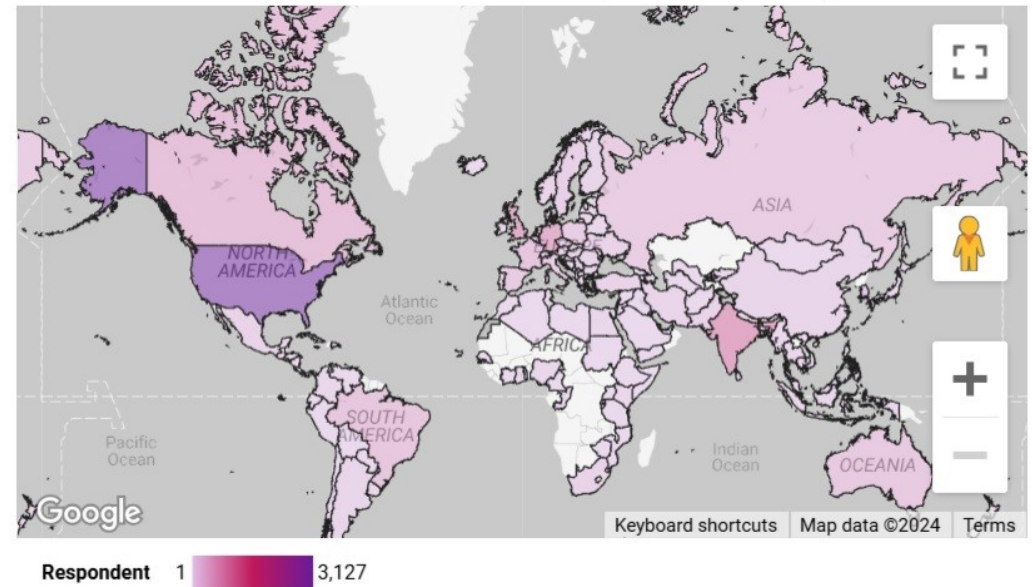 NORTH
AMERICA
Atlantic
Ocean
ASIA
AFRICA
SOUTH
AMERICA
Pacific
Ocean
Indian
Ocean
OCEANIA
Google
Keyboard shortcuts
Map data ©2024
Terms
Respondent 1 3,127